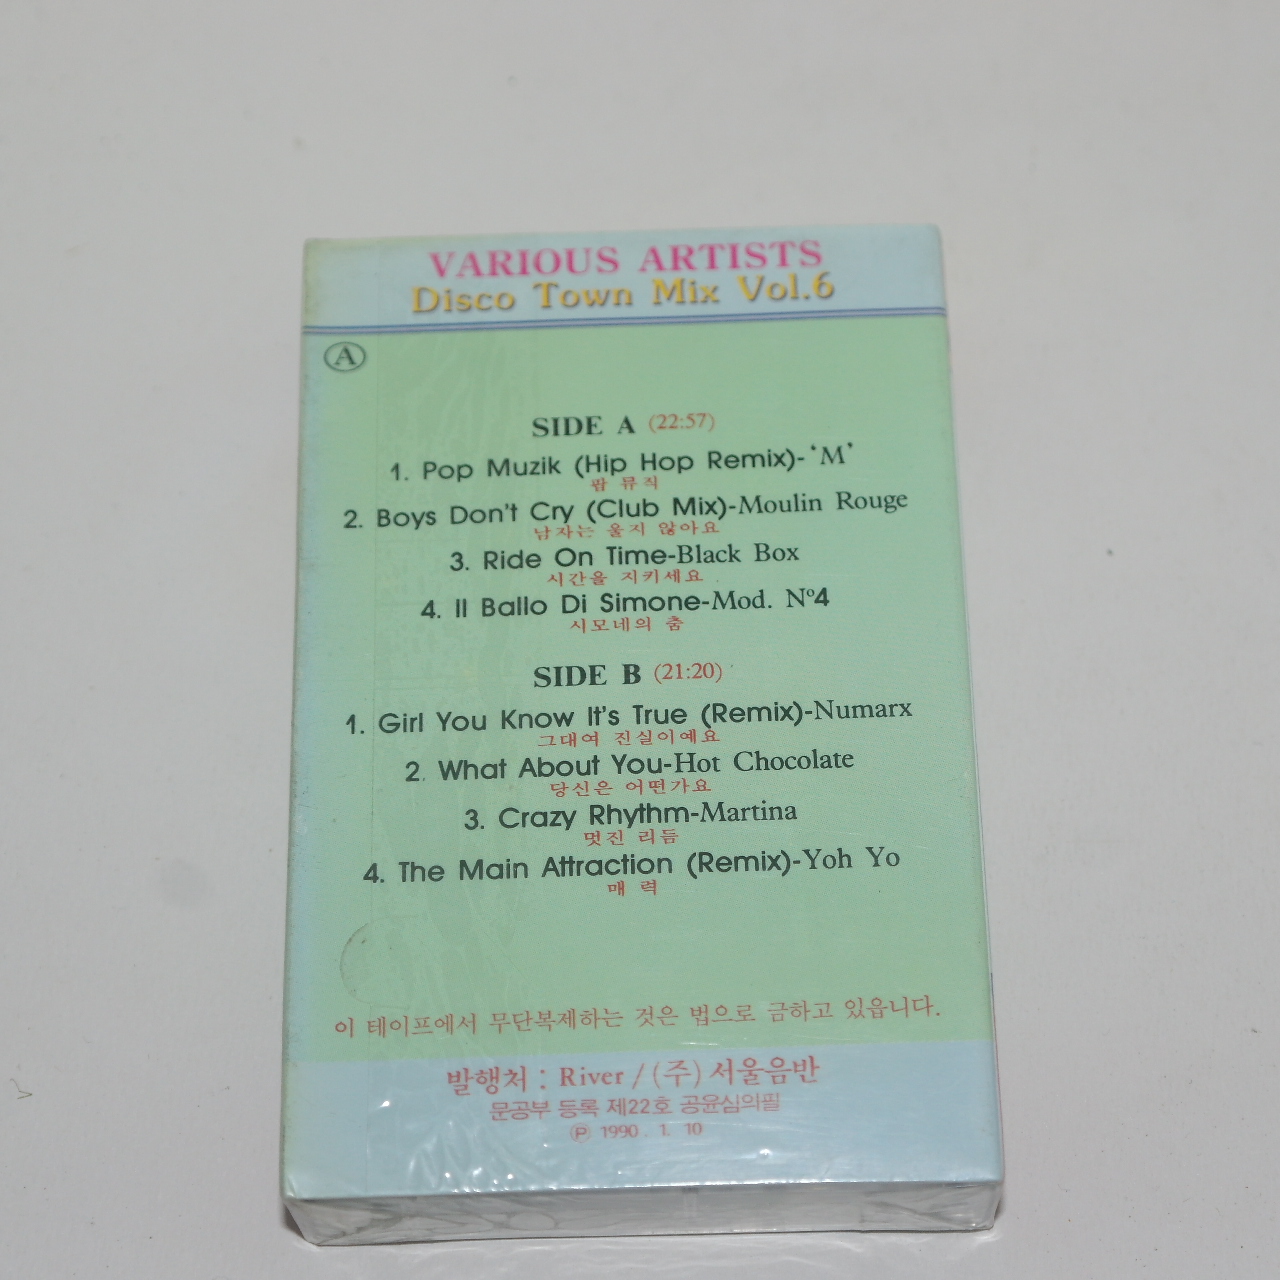 VARIOUS ARTISTS
Disco Town Mix Vol.6
A
SIDE A (22:57)
1. Pop Muzik (Hip Hop Remix)-‘M’
팝 뮤직
2. Boys Don't Cry (Club Mix)-Moulin Rouge
남자는 울지 않아요
3. Ride On Time-Black Box
시간을 지키세요
4. Il Ballo Di Simone-Mod. Nº4
시모네의 춤
SIDE B (21:20)
1. Girl You Know It's True (Remix)-Numarx
그대여 진실이예요
2. What About You-Hot Chocolate
당신은 어떤가요
3. Crazy Rhythm-Martina
멋진 리듬
4. The Main Attraction (Remix)-Yoh Yo
매 력
이 테이프에서 무단복제하는 것은 법으로 금하고 있읍니다.
발행처 : River / (주) 서울음반
문공부 등록 제22호 공윤심의필
Ⓟ 1990. 1. 10